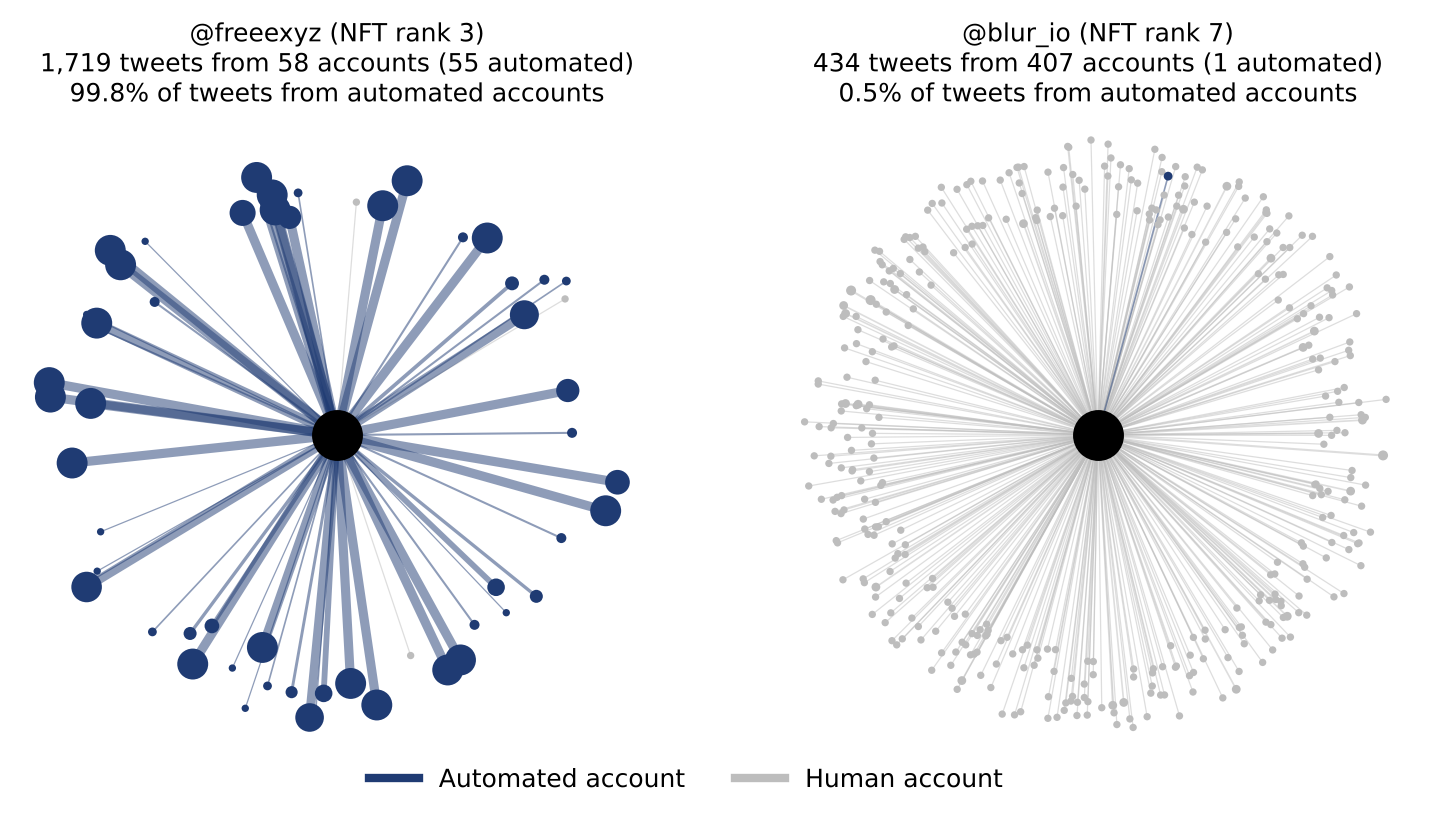 @freeexyz (NFT rank 3)
1,719 tweets from 58 accounts (55 automated)
99.8% of tweets from automated accounts
@blur_io (NFT rank 7)
434 tweets from 407 accounts (1 automated)
0.5% of tweets from automated accounts
Automated account
Human account